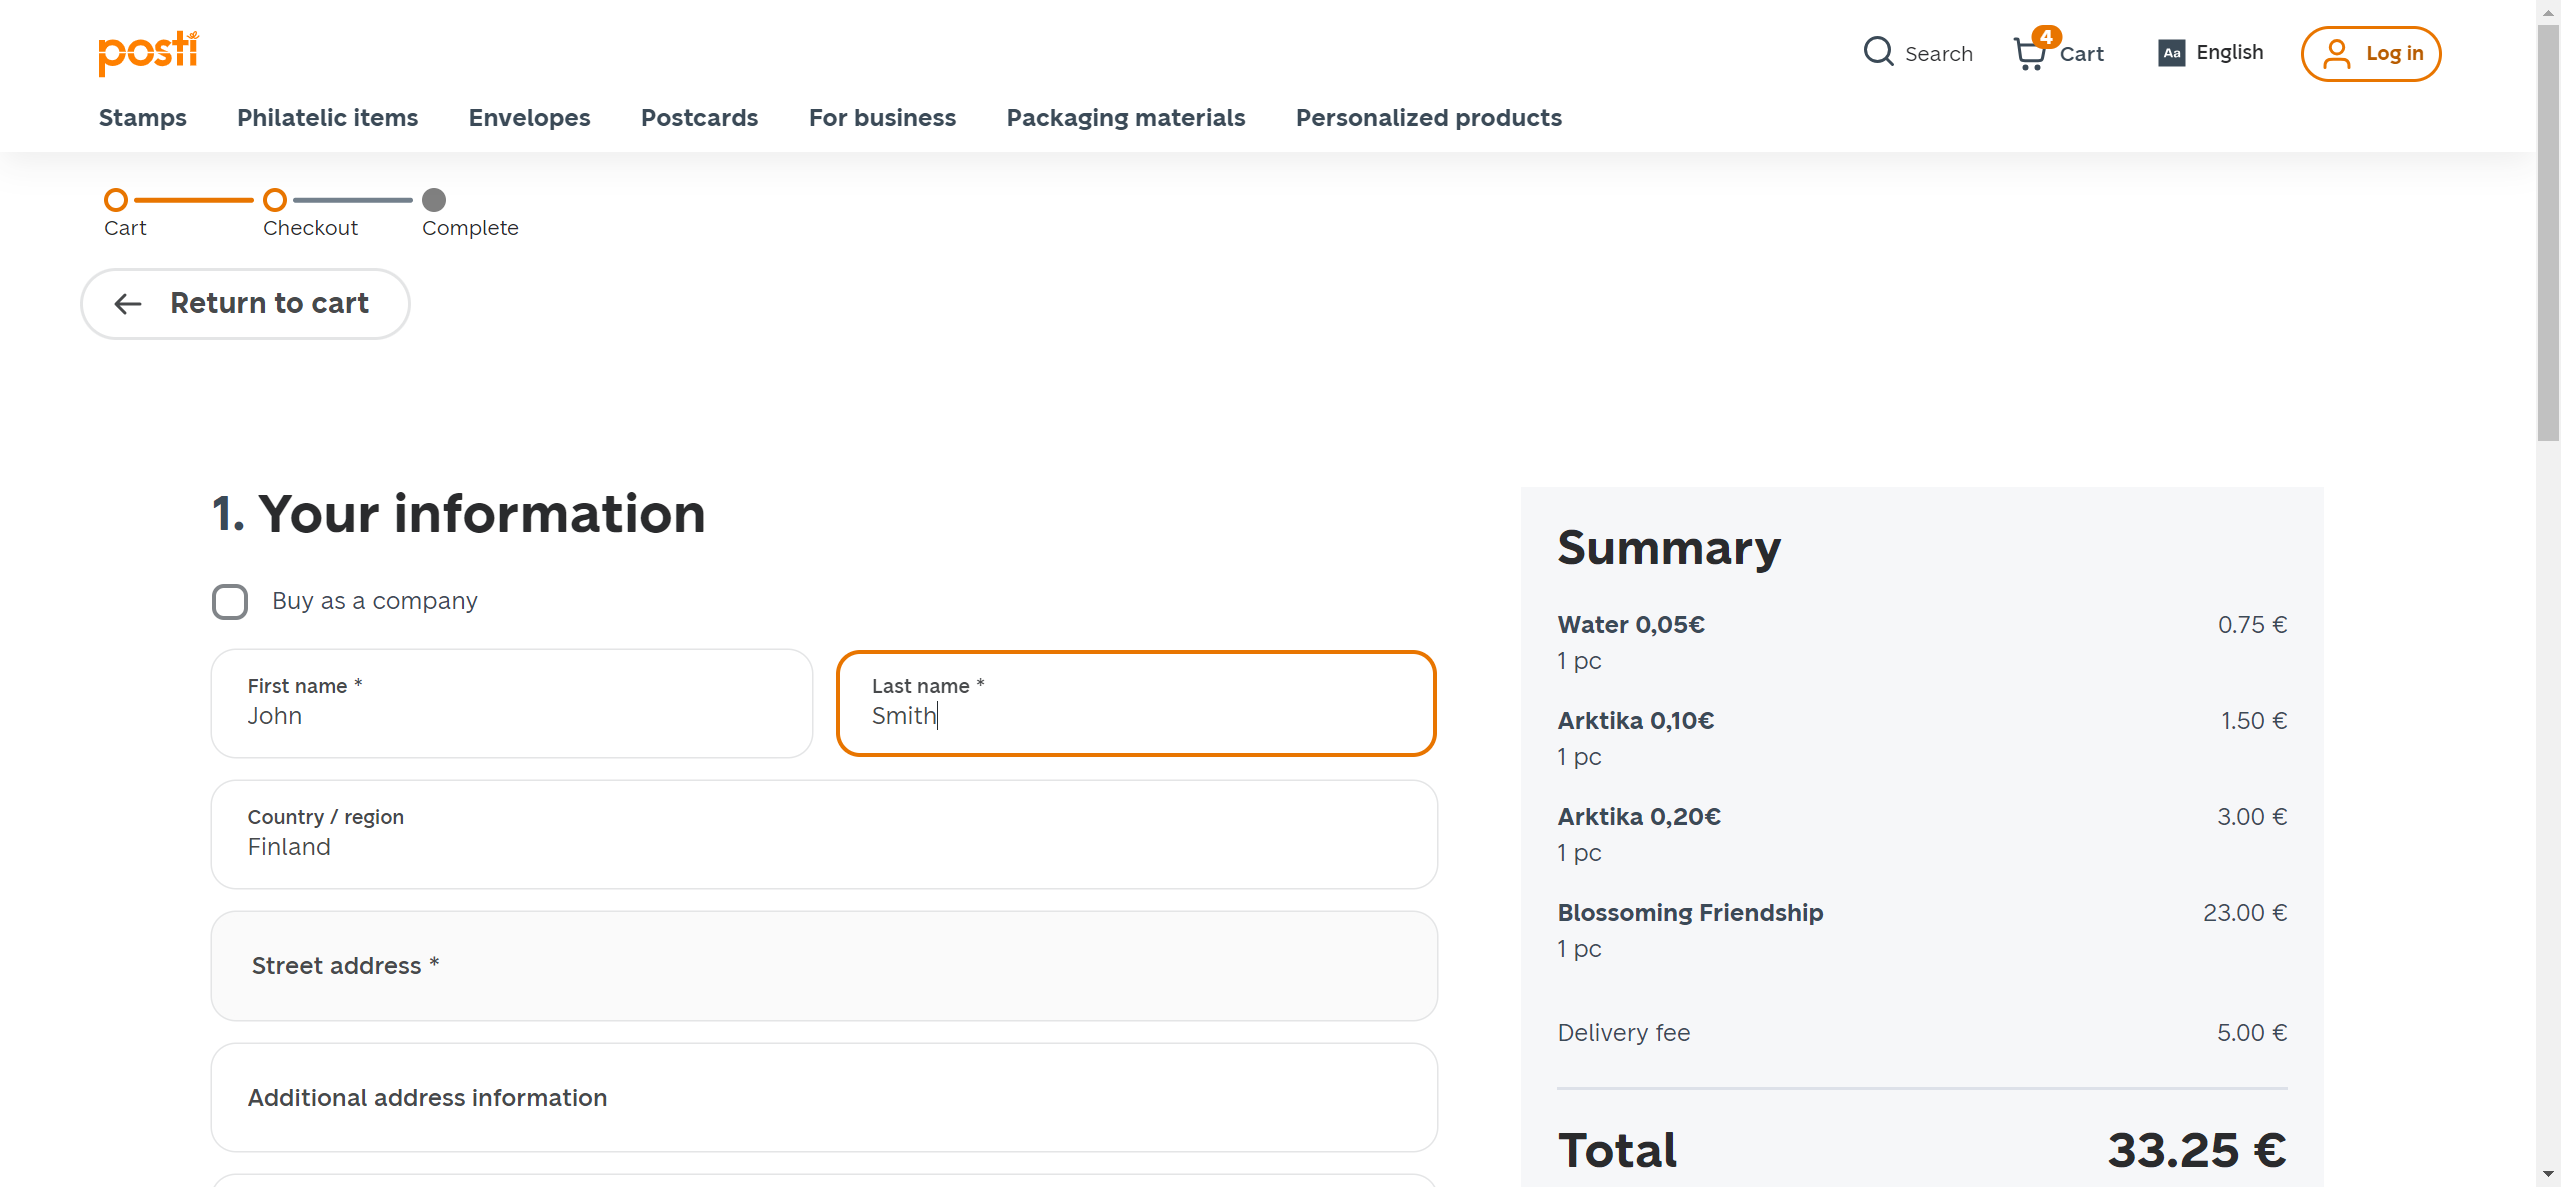 posti
Search
4
Cart
Aa
English
Log in
Stamps
Philatelic items
Envelopes
Postcards
For business
Packaging materials
Personalized products
Cart
Checkout
Complete
Return to cart
1. Your information
Buy as a company
First name *
John
Last name *
Smith
Country / region
Finland
Street address *
Additional address information
Summary
Water 0,05€ 0.75 €
1 pc
Arktika 0,10€ 1.50 €
1 pc
Arktika 0,20€ 3.00 €
1 pc
Blossoming Friendship 23.00 €
1 pc
Delivery fee 5.00 €
Total 33.25 €